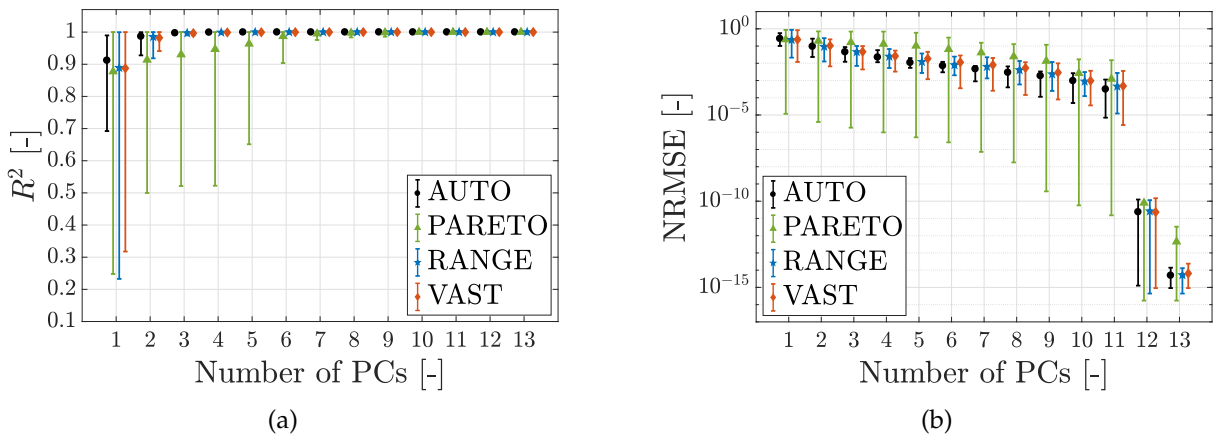 1
0.9
0.8
0.7
0.6
0.5
0.4
0.3
0.2
0.1
R² [-]
AUTO
PARETO
RANGE
VAST
1 2 3 4 5 6 7 8 9 10 11 12 13
Number of PCs [-]
(a)
10⁰
10⁻⁵
10⁻¹⁰
10⁻¹⁵
NRMSE [-]
AUTO
PARETO
RANGE
VAST
1 2 3 4 5 6 7 8 9 10 11 12 13
Number of PCs [-]
(b)